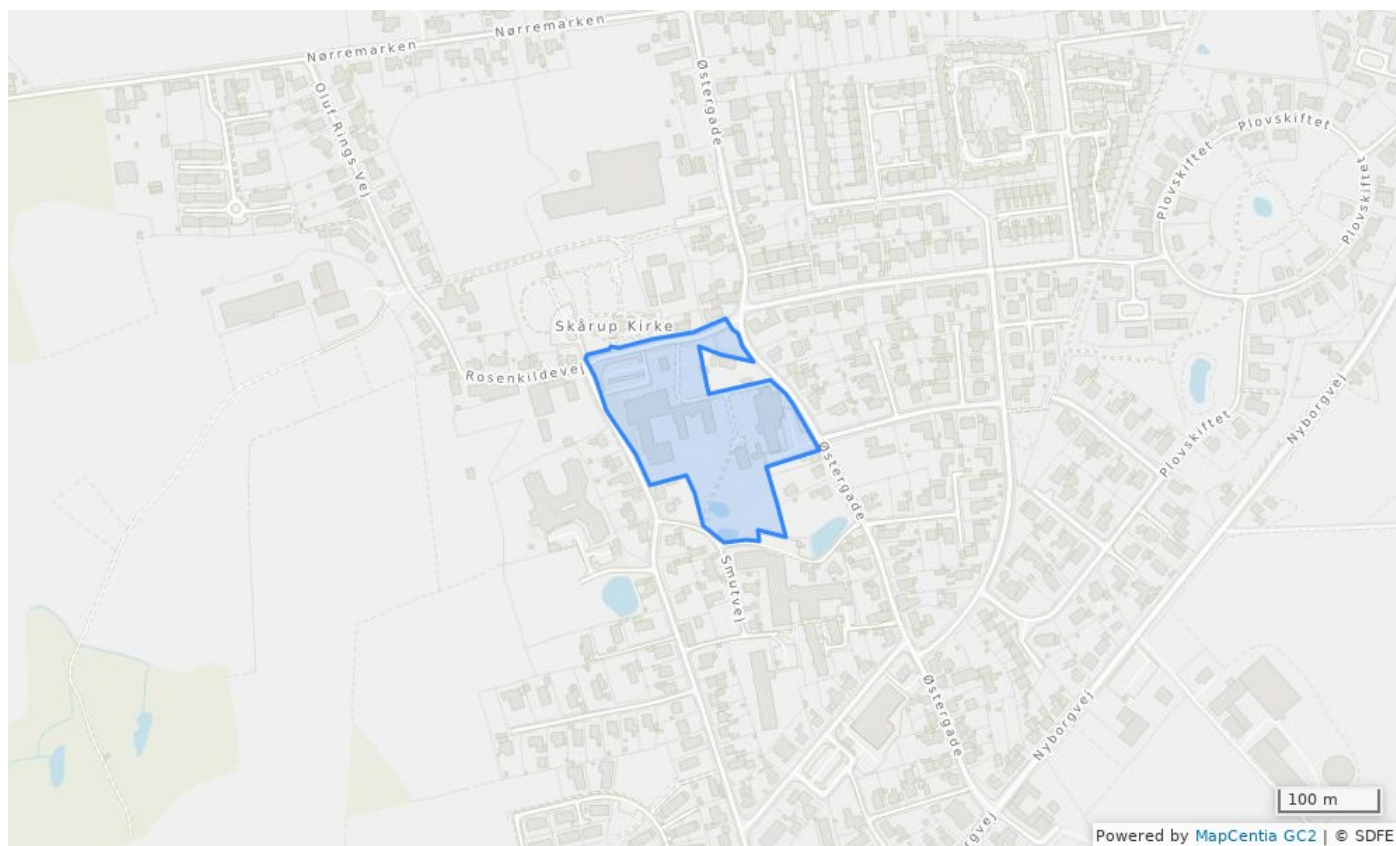 Nørremarken
Nørremarken
Østergade
Oluf Rings Vej
Plovskiftet
Plovskiftet
Plovskiftet
Skårup Kirke
Rosenkildevej
Nyborgvej
Plovskiftet
Østergade
Smutvej
Østergade
Nyborgvej
gvej
100 m
Powered by MapCentia GC2 | © SDFE